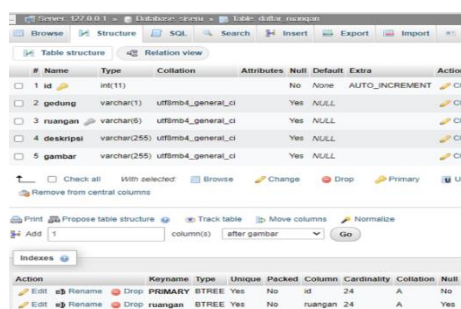 Server: 127.0.0.1 » Database: siseru » Table: daftar_ruangan
Browse Structure SQL Search Insert Export Import
Table structure Relation view
# Name Type Collation Attributes Null Default Extra Action
1 id int(11) No None AUTO_INCREMENT
2 gedung varchar(1) utf8mb4_general_ci Yes NULL
3 ruangan varchar(6) utf8mb4_general_ci Yes NULL
4 deskripsi varchar(255) utf8mb4_general_ci Yes NULL
5 gambar varchar(255) utf8mb4_general_ci Yes NULL
Check all With selected: Browse Change Drop Primary U
Remove from central columns
Print Propose table structure Track table Move columns Normalize
Add 1 column(s) after gambar Go
Indexes
Action Keyname Type Unique Packed Column Cardinality Collation Null
Edit Rename Drop PRIMARY BTREE Yes No id 24 A No
Edit Rename Drop ruangan BTREE Yes No ruangan 24 A Yes